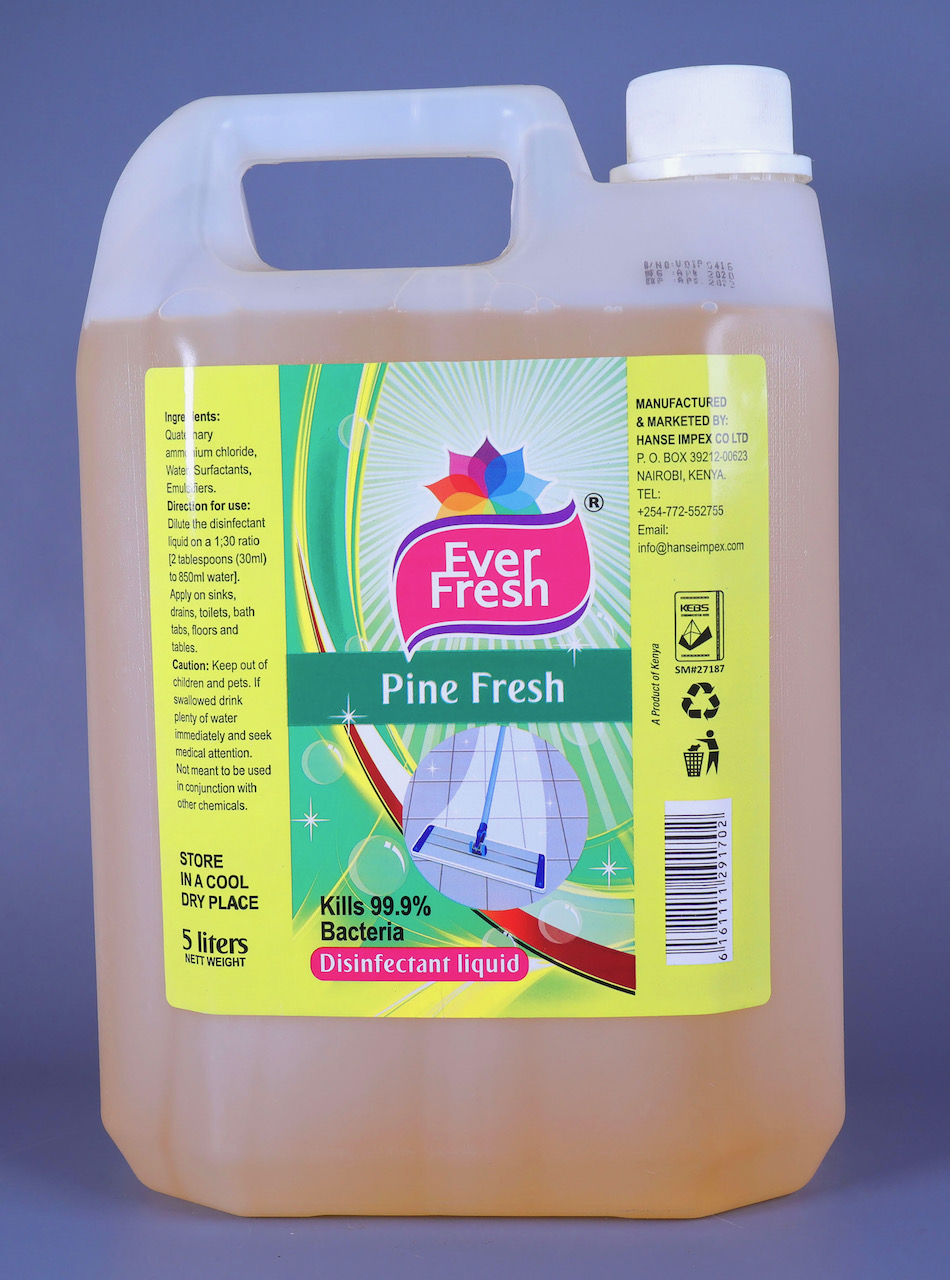 MFG : APR 2020
Ingredients:
Quaternary
ammonium chloride,
Water, Surfactants,
Emulsifiers.
Direction for use:
Dilute the disinfectant
liquid on a 1;30 ratio
[2 tablespoons (30ml)
to 850ml water].
Apply on sinks,
drains, toilets, bath
tabs, floors and
tables.
Caution: Keep out of
children and pets. If
swallowed drink
plenty of water
immediately and seek
medical attention.
Not meant to be used
in conjunction with
other chemicals.
STORE
IN A COOL
DRY PLACE
5 liters
NETT WEIGHT
®
Ever
Fresh
Pine Fresh
Kills 99.9%
Bacteria
Disinfectant liquid
MANUFACTURED
& MARKETED BY:
HANSE IMPEX CO LTD
P. O. BOX 39212-00623
NAIROBI, KENYA.
TEL:
+254-772-552755
Email:
info@hanseimpex.com
A Product of Kenya
KEBS
SM#27187
6161111291702